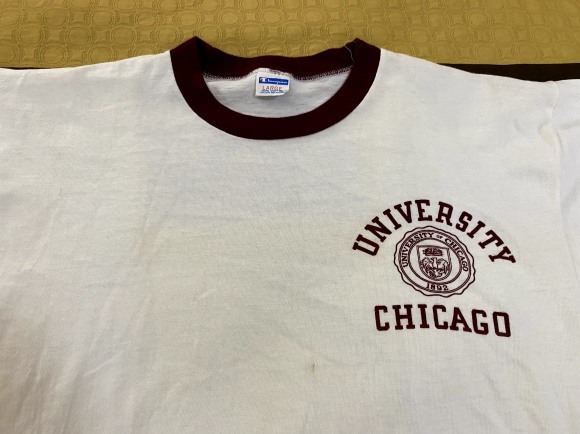 Champion
LARGE
UNIVERSITY
UNIVERSITY OF CHICAGO
1892
CHICAGO